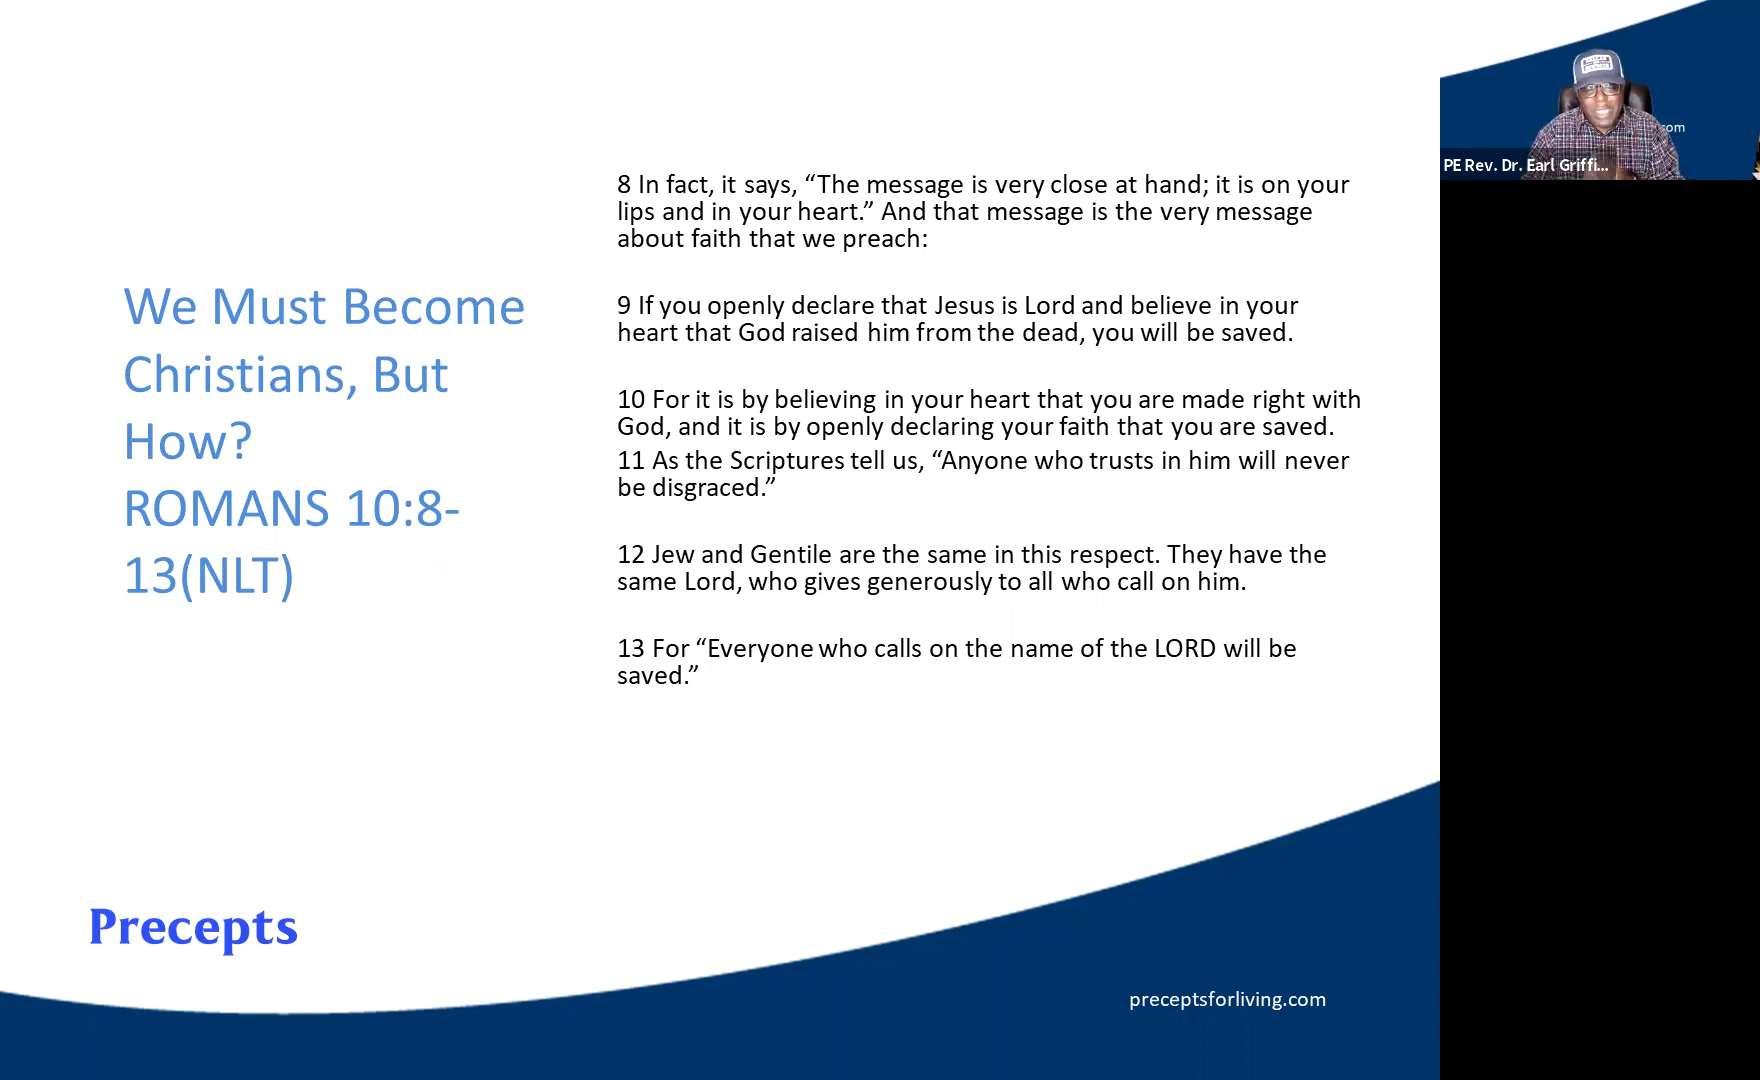 We Must Become
Christians, But
How?
ROMANS 10:8-
13(NLT)
8 In fact, it says, “The message is very close at hand; it is on your
lips and in your heart.” And that message is the very message
about faith that we preach:
9 If you openly declare that Jesus is Lord and believe in your
heart that God raised him from the dead, you will be saved.
10 For it is by believing in your heart that you are made right with
God, and it is by openly declaring your faith that you are saved.
11 As the Scriptures tell us, “Anyone who trusts in him will never
be disgraced.”
12 Jew and Gentile are the same in this respect. They have the
same Lord, who gives generously to all who call on him.
13 For “Everyone who calls on the name of the LORD will be
saved.”
Precepts
preceptsforliving.com
com
PE Rev. Dr. Earl Griffi...